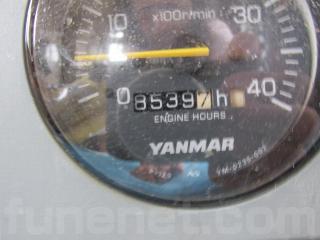 10
x100r/min
30
0
8539
h
40
ENGINE HOURS
YANMAR
funenet.com